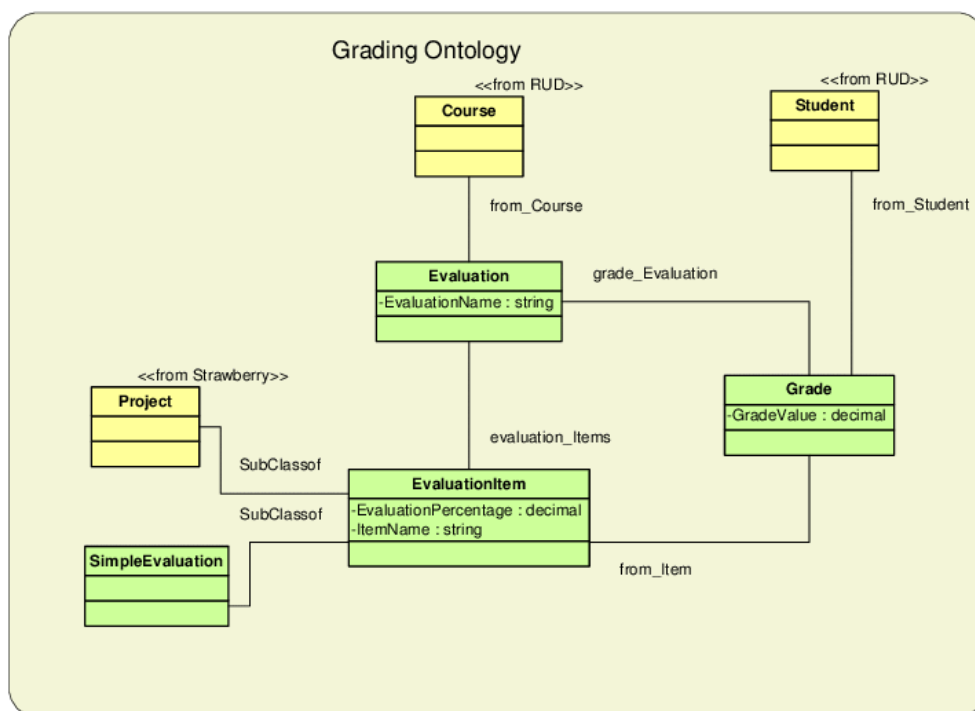 Grading Ontology
<<from RUD>>
Course
<<from RUD>>
Student
from_Course
from_Student
Evaluation
-EvaluationName : string
grade_Evaluation
<<from Strawberry>>
Project
Grade
-GradeValue : decimal
evaluation_Items
SubClassof
EvaluationItem
-EvaluationPercentage : decimal
-ItemName : string
SubClassof
SimpleEvaluation
from_Item